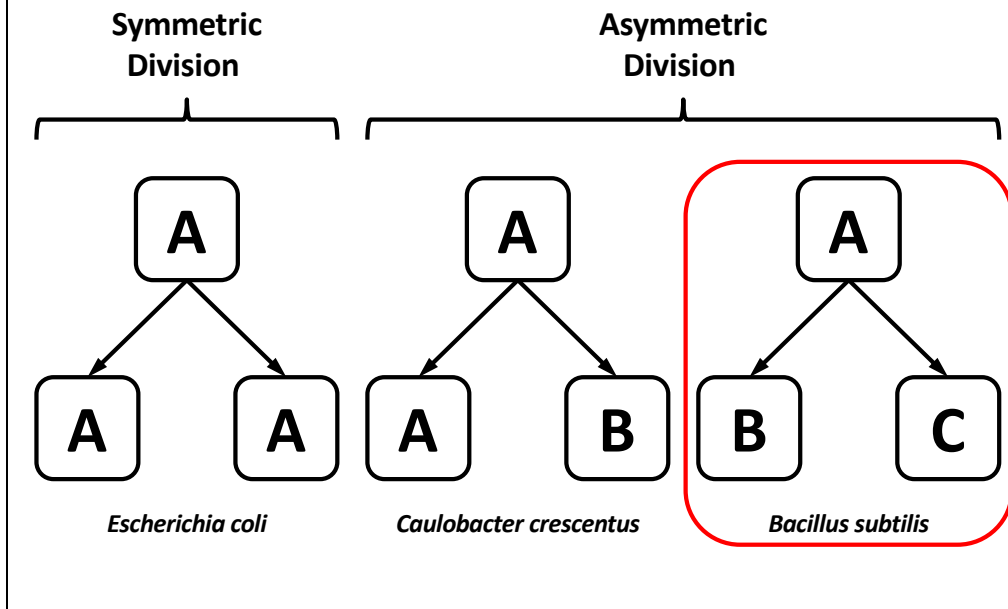 Symmetric
Division
Asymmetric
Division
A
A
A
A
A
A
B
B
C
Escherichia coli
Caulobacter crescentus
Bacillus subtilis